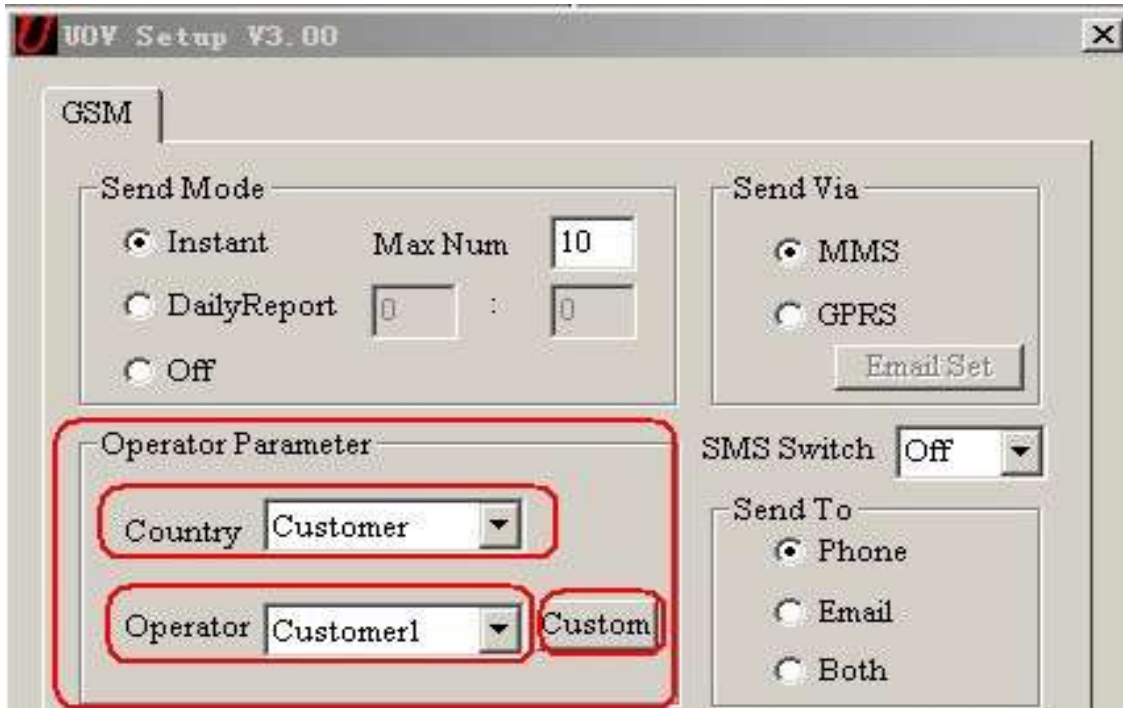 UOV Setup V3.00
GSM
Send Mode
Instant Max Num 10
DailyReport 0 : 0
Off
Send Via
MMS
GPRS
Email Set
Operator Parameter
Country Customer
Operator Customer1 Custom
SMS Switch Off
Send To
Phone
Email
Both